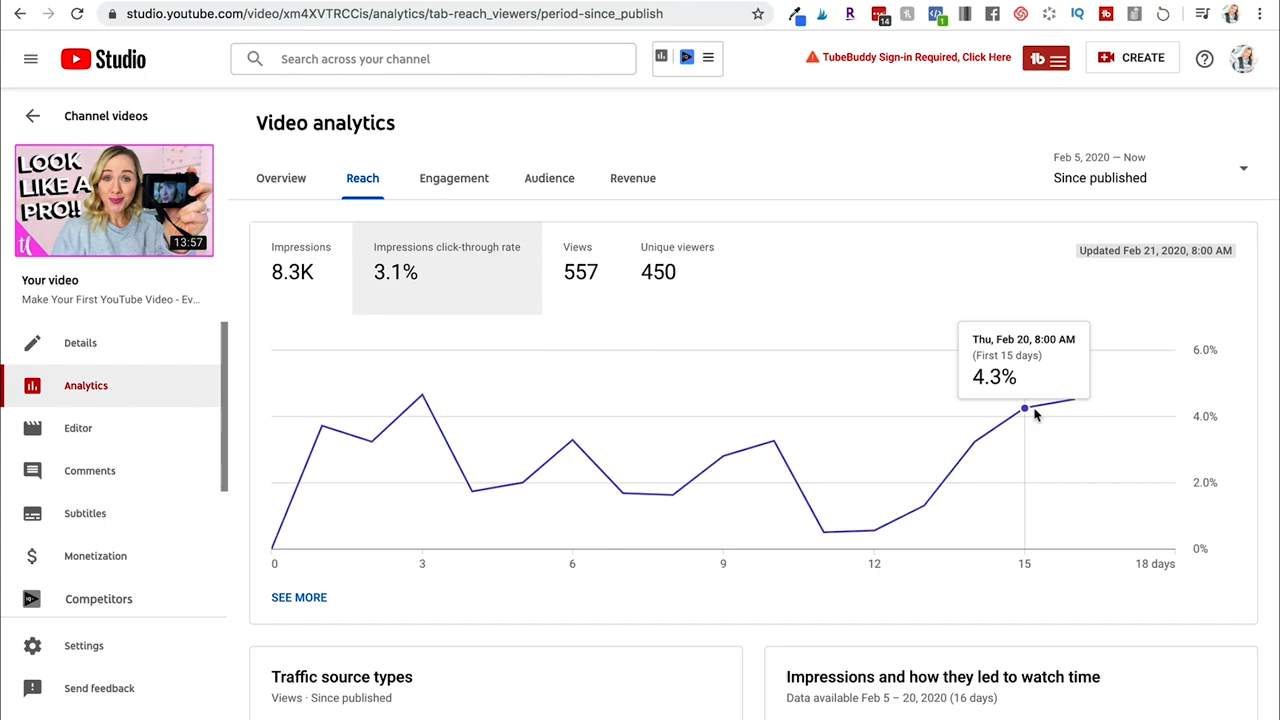 studio.youtube.com/video/xm4XVTRCCis/analytics/tab-reach_viewers/period-since_publish
14
1
IQ
Studio
Search across your channel
TubeBuddy Sign-in Required, Click Here
tb
CREATE
Channel videos
LOOK
LIKE A
PRO!!
t(
13:57
Your video
Make Your First YouTube Video - Ev...
Details
Analytics
Editor
Comments
Subtitles
Monetization
Competitors
Settings
Send feedback
Video analytics
Overview
Reach
Engagement
Audience
Revenue
Feb 5, 2020 — Now
Since published
Impressions
8.3K
Impressions click-through rate
3.1%
Views
557
Unique viewers
450
Updated Feb 21, 2020, 8:00 AM
Thu, Feb 20, 8:00 AM
(First 15 days)
4.3%
6.0%
4.0%
2.0%
0%
0
3
6
9
12
15
18 days
SEE MORE
Traffic source types
Views · Since published
Impressions and how they led to watch time
Data available Feb 5 – 20, 2020 (16 days)